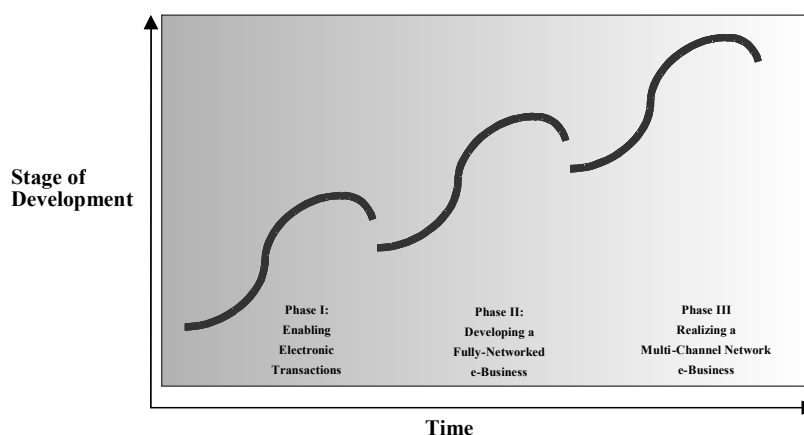 Stage of
Development
Phase I:
Enabling
Electronic
Transactions
Phase II:
Developing a
Fully-Networked
e-Business
Phase III
Realizing a
Multi-Channel Network
e-Business
Time